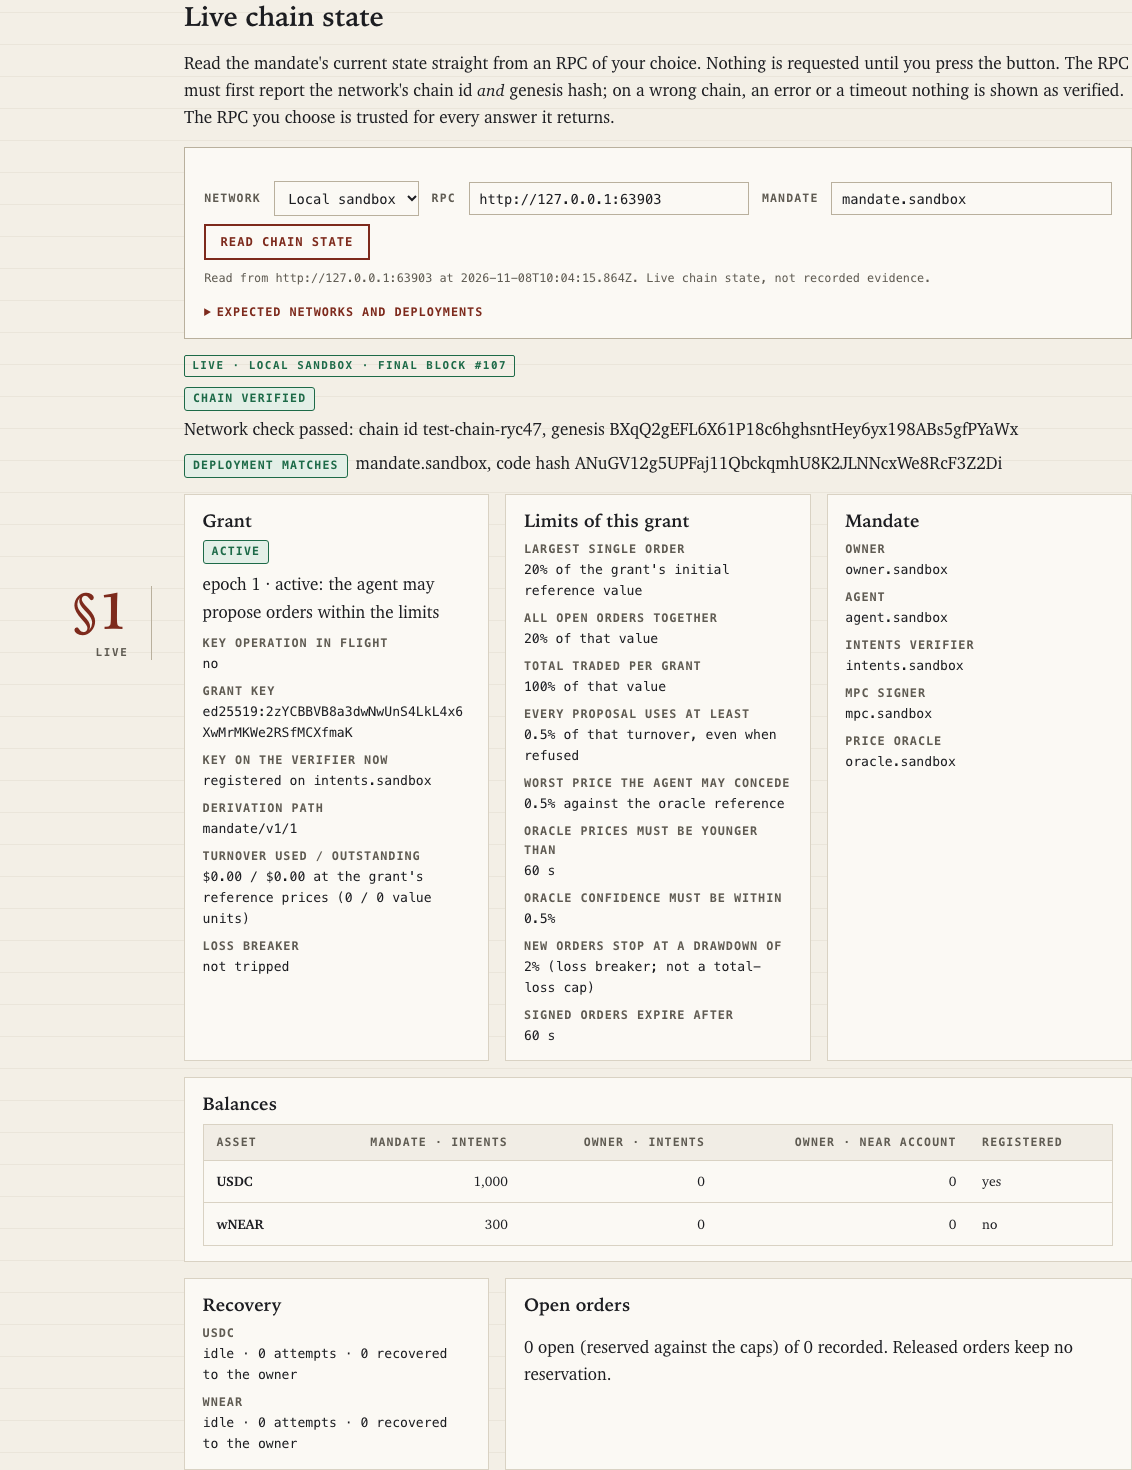 Live chain state
Read the mandate's current state straight from an RPC of your choice. Nothing is requested until you press the button. The RPC
must first report the network's chain id and genesis hash; on a wrong chain, an error or a timeout nothing is shown as verified.
The RPC you choose is trusted for every answer it returns.
NETWORK Local sandbox RPC http://127.0.0.1:63903 MANDATE mandate.sandbox
READ CHAIN STATE
Read from http://127.0.0.1:63903 at 2026-11-08T10:04:15.864Z. Live chain state, not recorded evidence.
▶ EXPECTED NETWORKS AND DEPLOYMENTS
LIVE · LOCAL SANDBOX · FINAL BLOCK #107
CHAIN VERIFIED
Network check passed: chain id test-chain-ryc47, genesis BXqQ2gEFL6X61P18c6hghsntHey6yx198ABs5gfPYaWx
DEPLOYMENT MATCHES mandate.sandbox, code hash ANuGV12g5UPFaj11QbckqmhU8K2JLNNcxWe8RcF3Z2Di
§1
LIVE
Grant
ACTIVE
epoch 1 · active: the agent may
propose orders within the limits
KEY OPERATION IN FLIGHT
no
GRANT KEY
ed25519:2zYCBBVB8a3dwNwUnS4LkL4x6
XwMrMKWe2RSfMCXfmaK
KEY ON THE VERIFIER NOW
registered on intents.sandbox
DERIVATION PATH
mandate/v1/1
TURNOVER USED / OUTSTANDING
$0.00 / $0.00 at the grant's
reference prices (0 / 0 value
units)
LOSS BREAKER
not tripped
Limits of this grant
LARGEST SINGLE ORDER
20% of the grant's initial
reference value
ALL OPEN ORDERS TOGETHER
20% of that value
TOTAL TRADED PER GRANT
100% of that value
EVERY PROPOSAL USES AT LEAST
0.5% of that turnover, even when
refused
WORST PRICE THE AGENT MAY CONCEDE
0.5% against the oracle reference
ORACLE PRICES MUST BE YOUNGER
THAN
60 s
ORACLE CONFIDENCE MUST BE WITHIN
0.5%
NEW ORDERS STOP AT A DRAWDOWN OF
2% (loss breaker; not a total-
loss cap)
SIGNED ORDERS EXPIRE AFTER
60 s
Mandate
OWNER
owner.sandbox
AGENT
agent.sandbox
INTENTS VERIFIER
intents.sandbox
MPC SIGNER
mpc.sandbox
PRICE ORACLE
oracle.sandbox
Balances
ASSET MANDATE · INTENTS OWNER · INTENTS OWNER · NEAR ACCOUNT REGISTERED
USDC 1,000 0 0 yes
wNEAR 300 0 0 no
Recovery
USDC
idle · 0 attempts · 0 recovered
to the owner
WNEAR
idle · 0 attempts · 0 recovered
to the owner
Open orders
0 open (reserved against the caps) of 0 recorded. Released orders keep no
reservation.